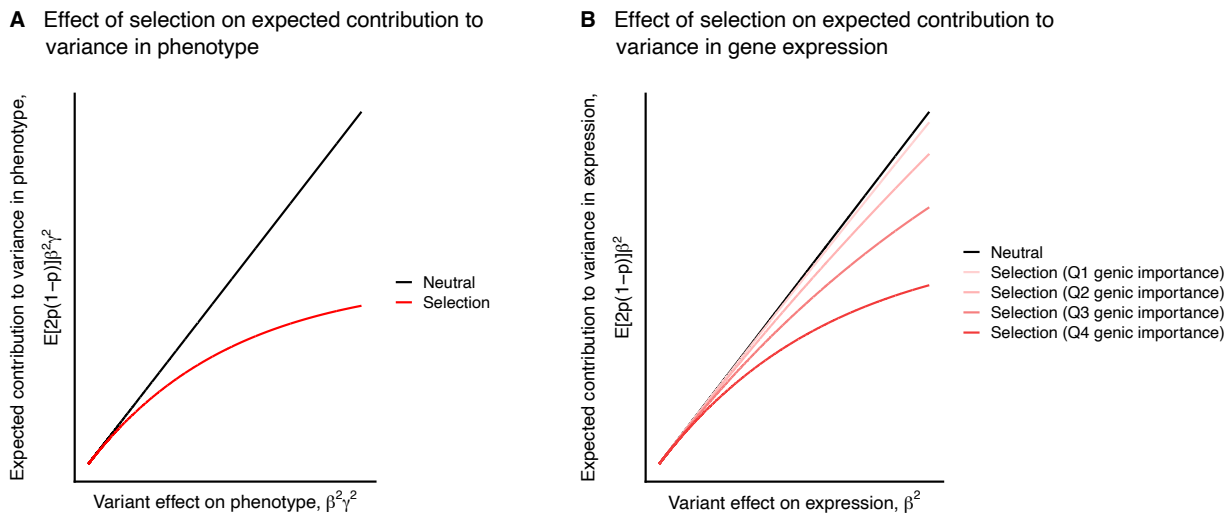 A Effect of selection on expected contribution to
variance in phenotype
Expected contribution to variance in phenotype,
E[2p(1−p)]β²γ²
Neutral
Selection
Variant effect on phenotype, β²γ²
B Effect of selection on expected contribution to
variance in gene expression
Expected contribution to variance in expression,
E[2p(1−p)]β²
Neutral
Selection (Q1 genic importance)
Selection (Q2 genic importance)
Selection (Q3 genic importance)
Selection (Q4 genic importance)
Variant effect on expression, β²